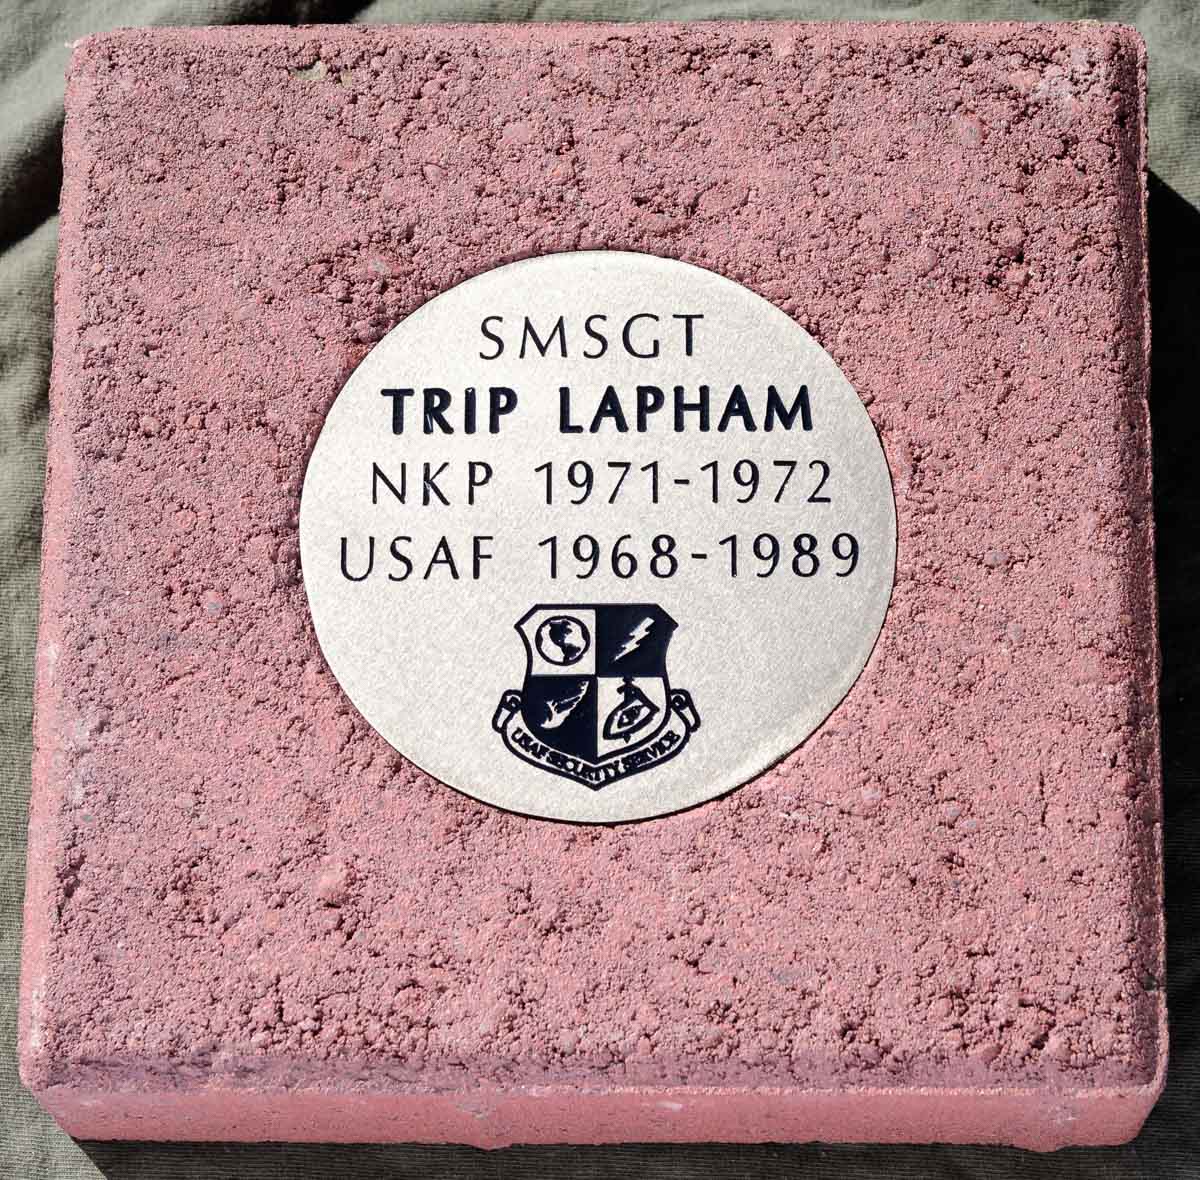 SMSGT
TRIP LAPHAM
NKP 1971-1972
USAF 1968-1989
USAF SECURITY SERVICE